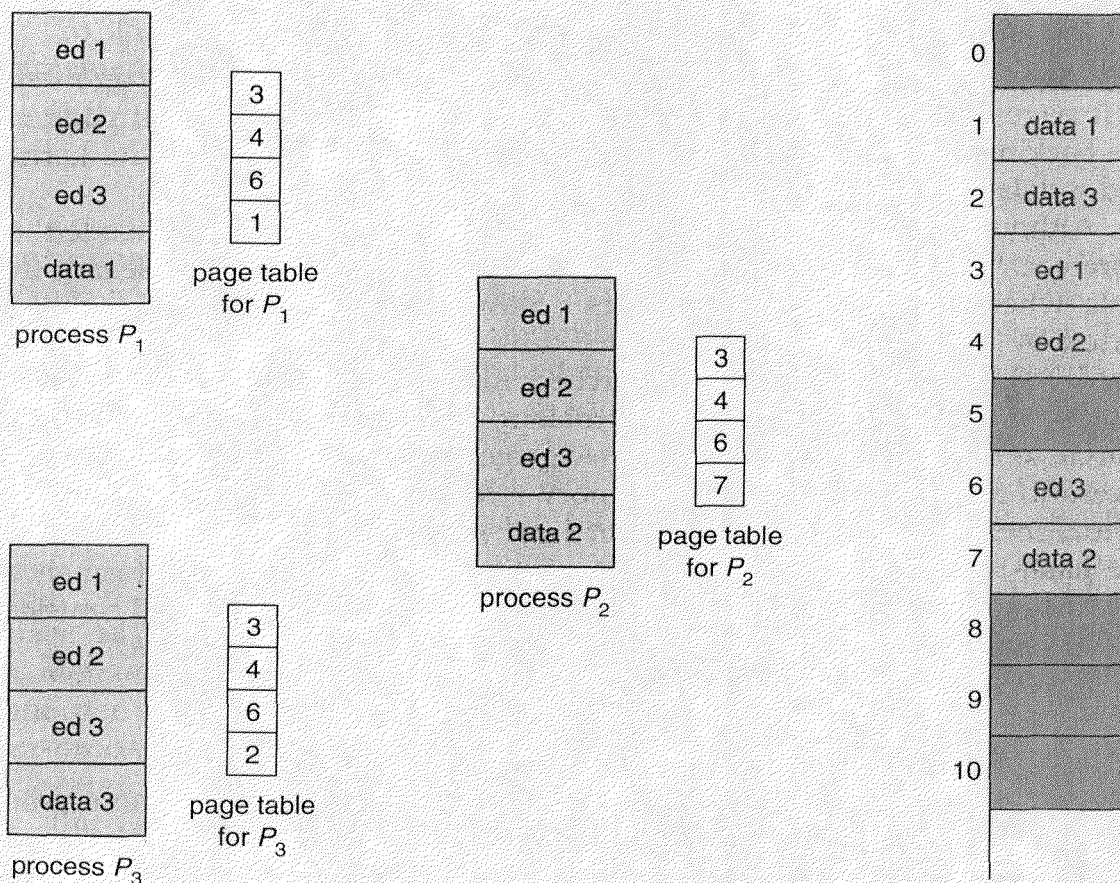 ed 1
ed 2
ed 3
data 1
process P1
3
4
6
1
page table
for P1
ed 1
ed 2
ed 3
data 2
process P2
3
4
6
7
page table
for P2
ed 1
ed 2
ed 3
data 3
process P3
3
4
6
2
page table
for P3
0
1 data 1
2 data 3
3 ed 1
4 ed 2
5
6 ed 3
7 data 2
8
9
10